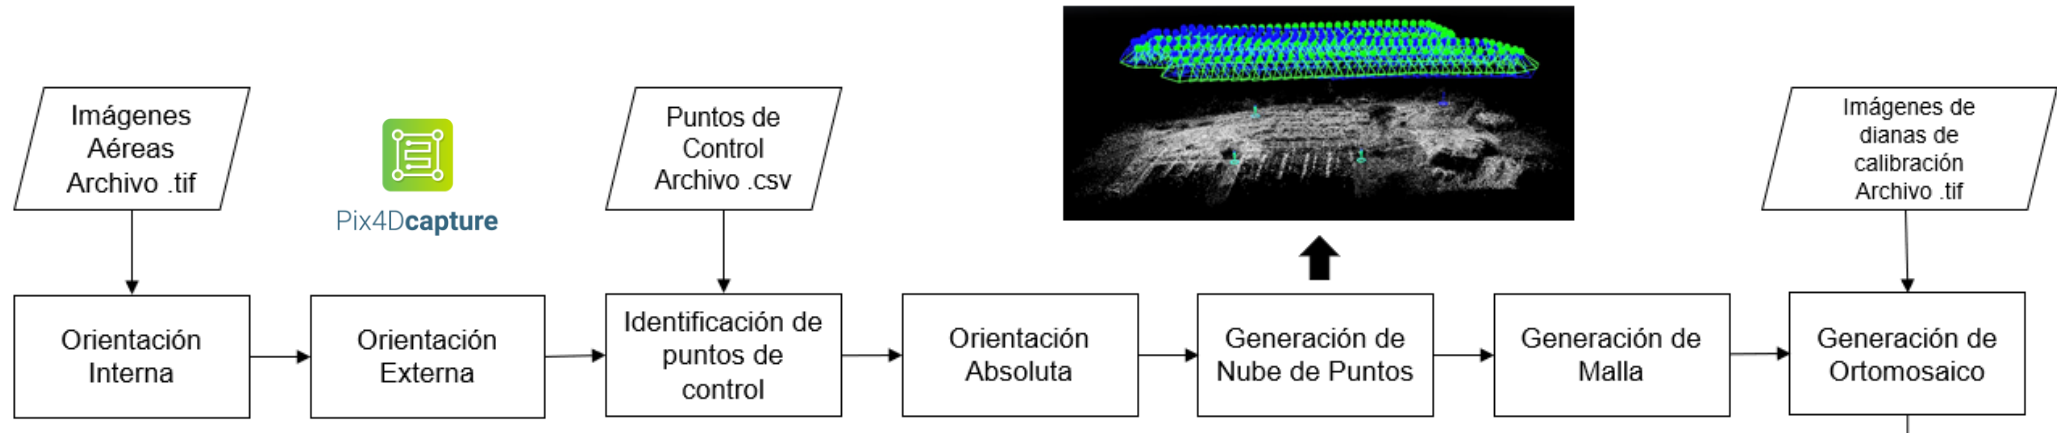 Imágenes
Aéreas
Archivo .tif
Pix4Dcapture
Puntos de
Control
Archivo .csv
Imágenes de
dianas de
calibración
Archivo .tif
Orientación
Interna
Orientación
Externa
Identificación de
puntos de
control
Orientación
Absoluta
Generación de
Nube de Puntos
Generación de
Malla
Generación de
Ortomosaico